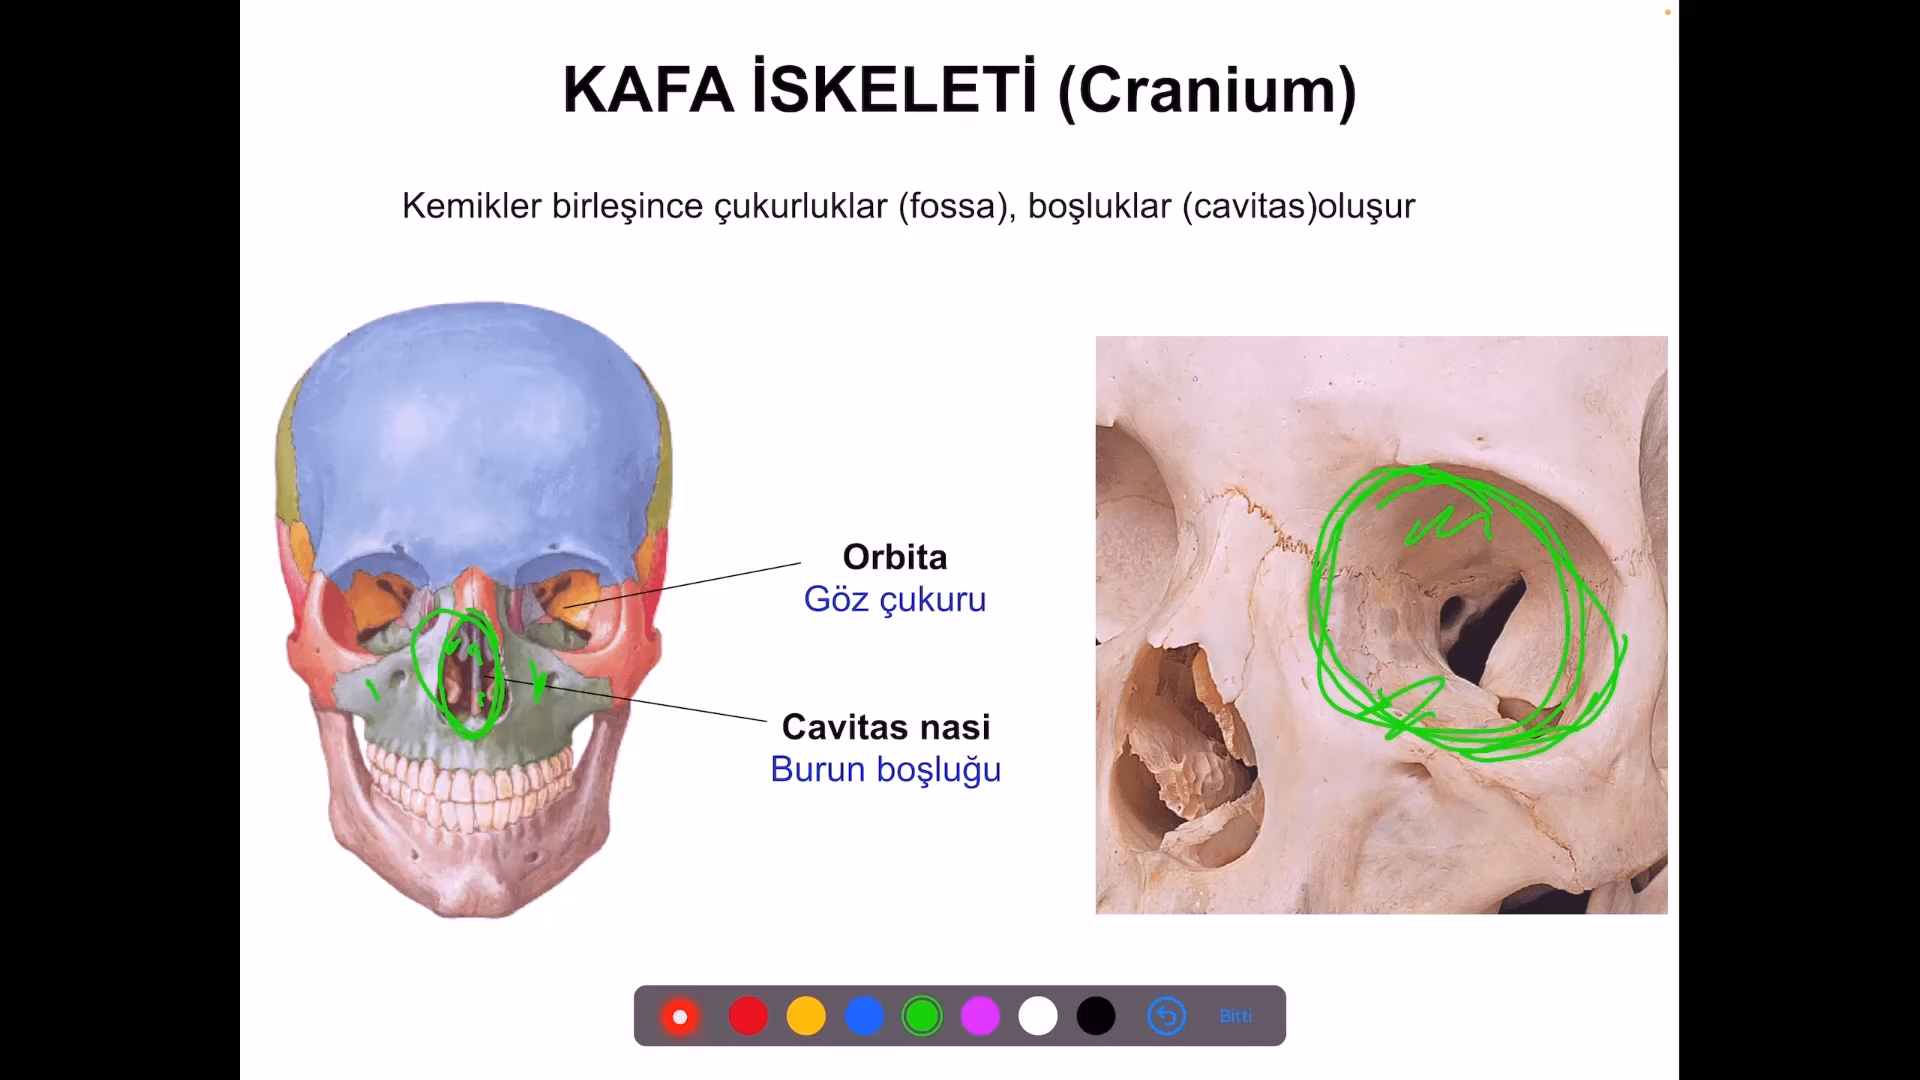 KAFA İSKELETİ (Cranium)
Kemikler birleşince çukurluklar (fossa), boşluklar (cavitas)oluşur
Orbita
Göz çukuru
Cavitas nasi
Burun boşluğu
Bitti